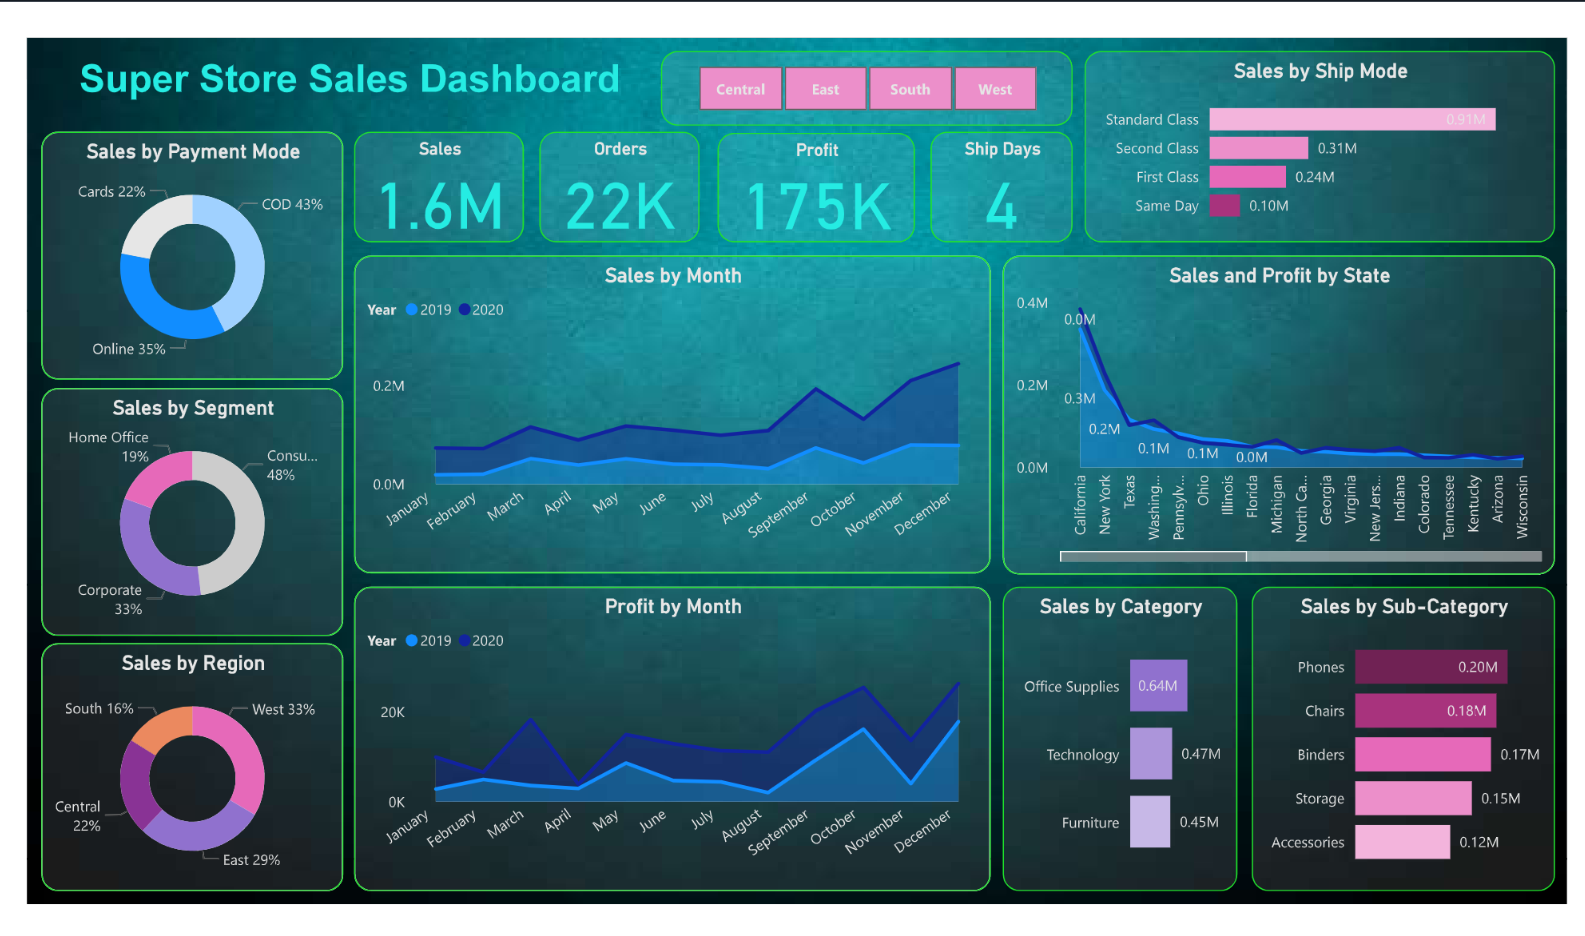 Super Store Sales Dashboard
Central
East
South
West
Sales by Ship Mode
Standard Class
0.91M
Second Class
0.31M
First Class
0.24M
Same Day
0.10M
Sales by Payment Mode
Cards 22%
COD 43%
Online 35%
Sales
1.6M
Orders
22K
Profit
175K
Ship Days
4
Sales by Month
Year 2019 2020
0.2M
0.0M
January
February
March
April
May
June
July
August
September
October
November
December
Sales and Profit by State
0.4M
0.2M
0.0M
0.0M
0.3M
0.2M
0.1M
0.1M
0.0M
California
New York
Texas
Washing...
Pennsylv...
Ohio
Illinois
Florida
Michigan
North Ca...
Georgia
Virginia
New Jers...
Indiana
Colorado
Tennessee
Kentucky
Arizona
Wisconsin
Sales by Segment
Home Office
19%
Consu...
48%
Corporate
33%
Sales by Region
South 16%
West 33%
Central
22%
East 29%
Profit by Month
Year 2019 2020
20K
0K
January
February
March
April
May
June
July
August
September
October
November
December
Sales by Category
Office Supplies
0.64M
Technology
0.47M
Furniture
0.45M
Sales by Sub-Category
Phones
0.20M
Chairs
0.18M
Binders
0.17M
Storage
0.15M
Accessories
0.12M